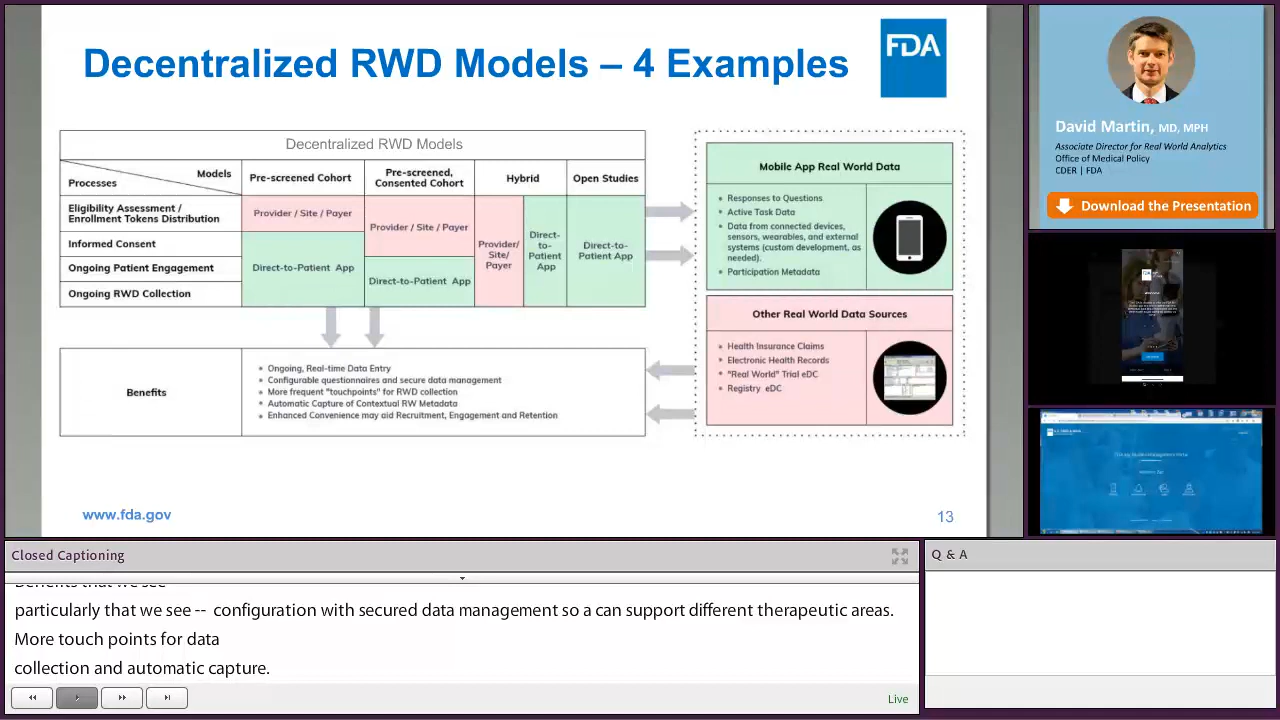 Decentralized RWD Models – 4 Examples
FDA
Decentralized RWD Models
Models
Processes
Pre-screened Cohort
Pre-screened,
Consented Cohort
Hybrid
Open Studies
Eligibility Assessment /
Enrollment Tokens Distribution
Informed Consent
Ongoing Patient Engagement
Ongoing RWD Collection
Provider / Site / Payer
Direct-to-Patient App
Provider / Site / Payer
Direct-to-Patient App
Provider/
Site/
Payer
Direct-
to-
Patient
App
Direct-to-
Patient App
Benefits
Ongoing, Real-time Data Entry
Configurable questionnaires and secure data management
More frequent "touchpoints" for RWD collection
Automatic Capture of Contextual RW Metadata
Enhanced Convenience may aid Recruitment, Engagement and Retention
Mobile App Real World Data
Responses to Questions
Active Task Data
Data from connected devices,
sensors, wearables, and external
systems (custom development, as
needed).
Participation Metadata
Other Real World Data Sources
Health Insurance Claims
Electronic Health Records
"Real World" Trial eDC
Registry eDC
www.fda.gov
13
David Martin, MD, MPH
Associate Director for Real World Analytics
Office of Medical Policy
CDER | FDA
Download the Presentation
Closed Captioning
Benefits that we see
particularly that we see -- configuration with secured data management so a can support different therapeutic areas.
More touch points for data
collection and automatic capture.
Live
Q & A